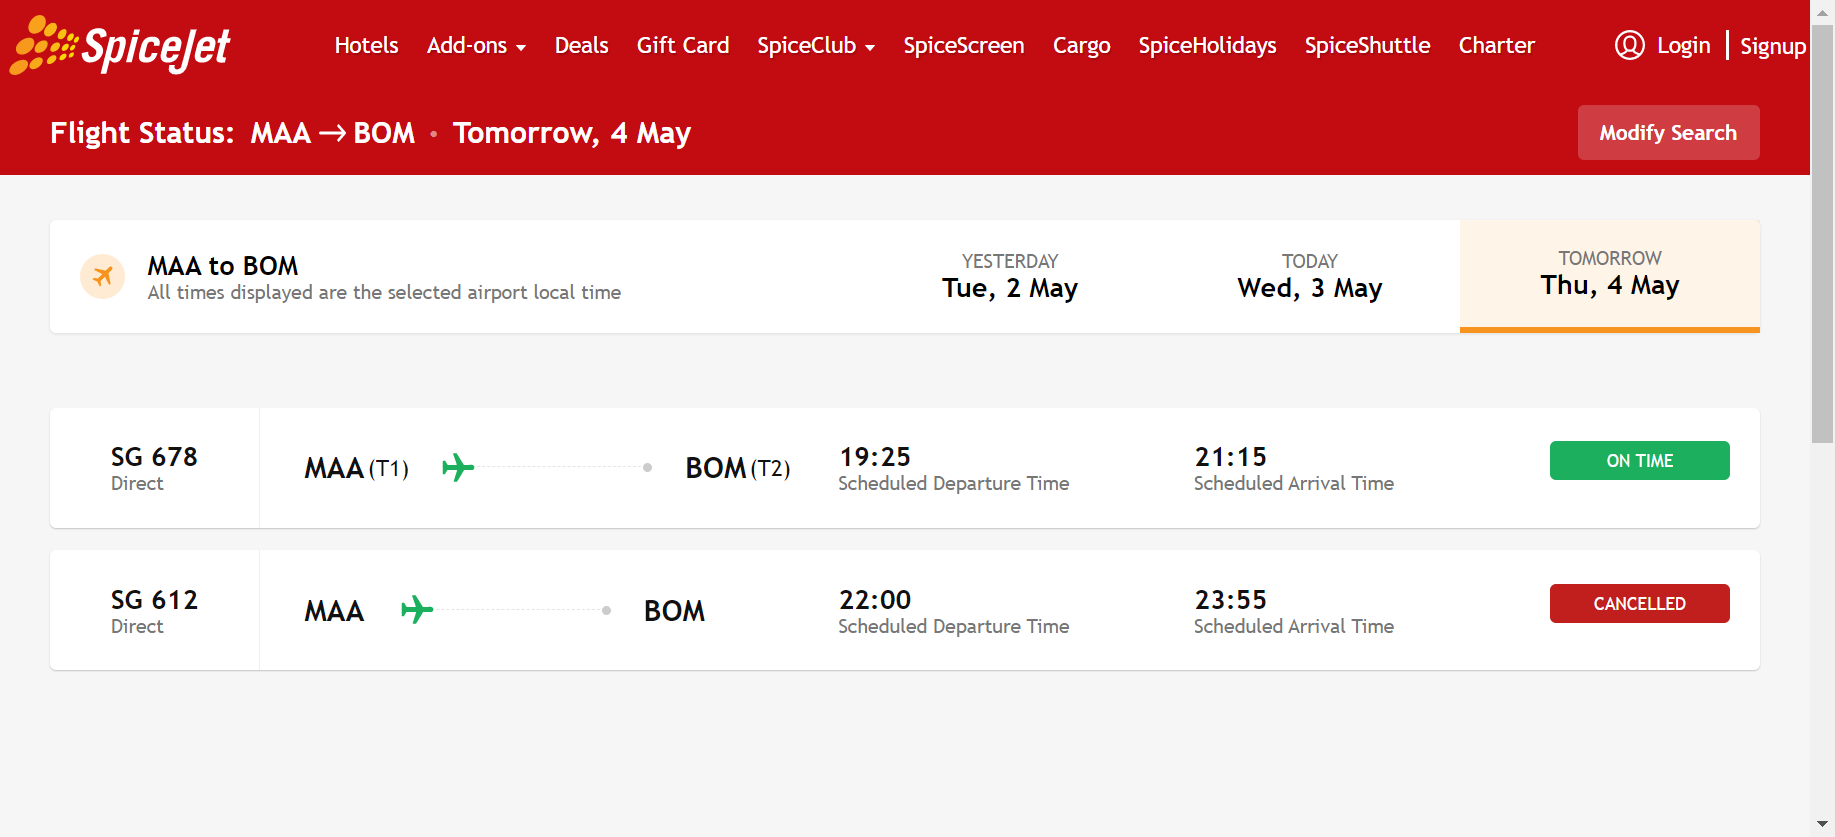 SpiceJet
Hotels Add-ons Deals Gift Card SpiceClub SpiceScreen Cargo SpiceHolidays SpiceShuttle Charter Login Signup
Flight Status: MAA → BOM • Tomorrow, 4 May
Modify Search
MAA to BOM
All times displayed are the selected airport local time
YESTERDAY
Tue, 2 May
TODAY
Wed, 3 May
TOMORROW
Thu, 4 May
SG 678
Direct
MAA (T1)
BOM (T2)
19:25
Scheduled Departure Time
21:15
Scheduled Arrival Time
ON TIME
SG 612
Direct
MAA
BOM
22:00
Scheduled Departure Time
23:55
Scheduled Arrival Time
CANCELLED